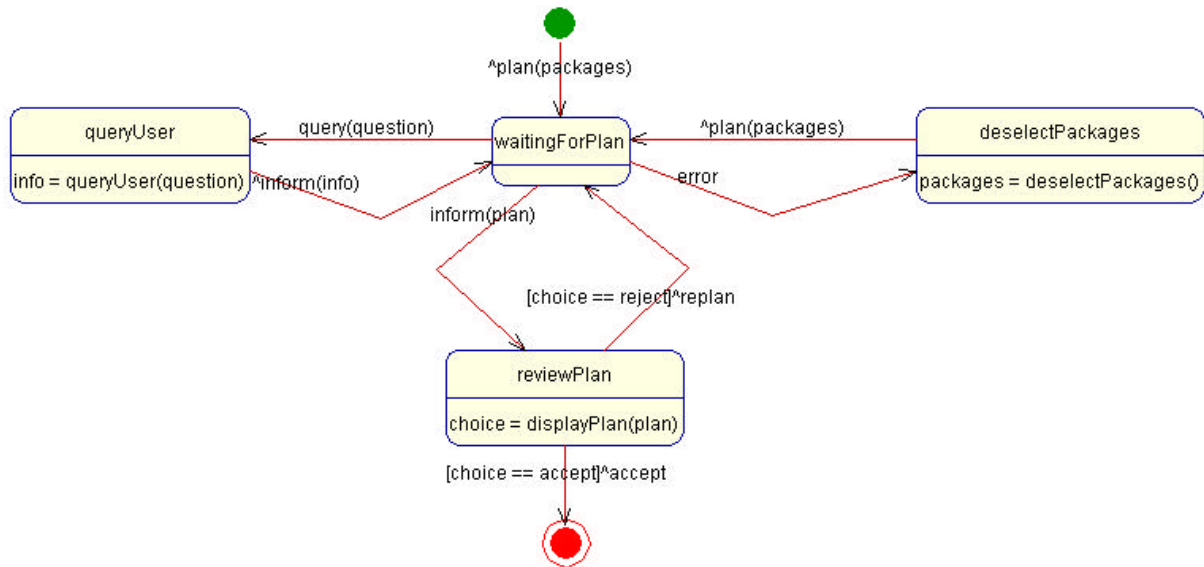 ^plan(packages)
queryUser
query(question)
waitingForPlan
^plan(packages)
deselectPackages
info = queryUser(question)
^inform(info)
error
packages = deselectPackages()
inform(plan)
[choice == reject]^replan
reviewPlan
choice = displayPlan(plan)
[choice == accept]^accept